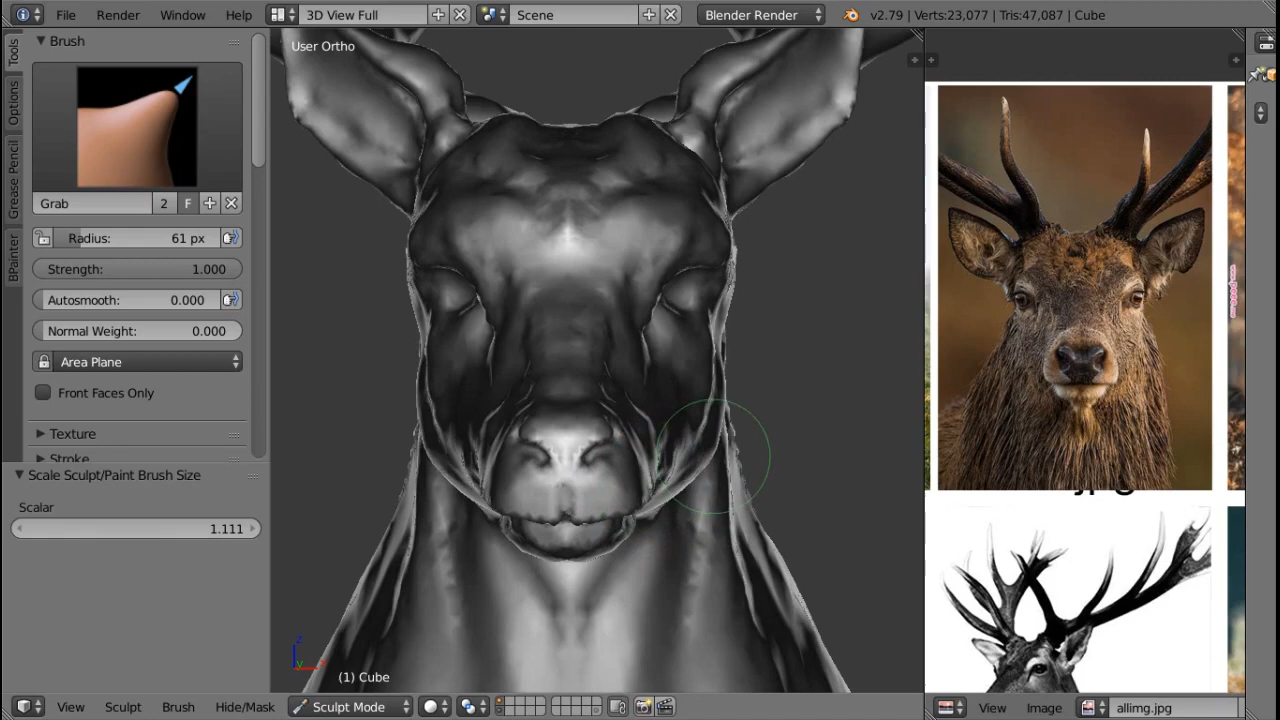 File Render Window Help 3D View Full Scene Blender Render v2.79 | Verts:23,077 | Tris:47,087 | Cube
Tools
Options
Grease Pencil
BPainter
Brush
Grab 2 F
Radius: 61 px
Strength: 1.000
Autosmooth: 0.000
Normal Weight: 0.000
Area Plane
Front Faces Only
Texture
Stroke
Scale Sculpt/Paint Brush Size
Scalar
1.111
User Ortho
(1) Cube
View Sculpt Brush Hide/Mask Sculpt Mode
View Image allimg.jpg